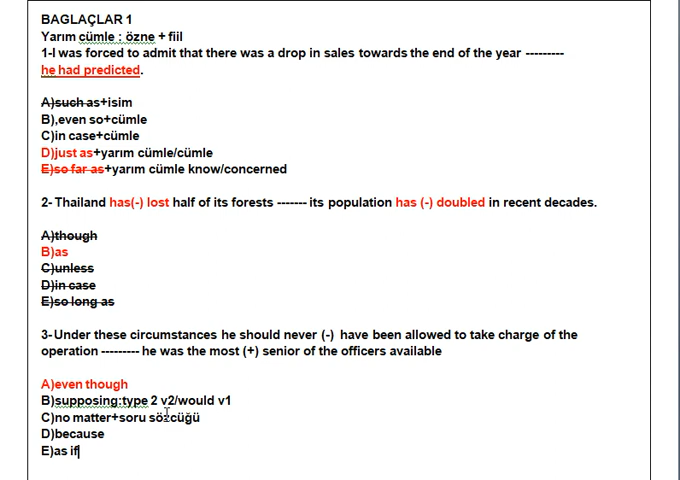 BAGLAÇLAR 1
Yarım cümle : özne + fiil
1-I was forced to admit that there was a drop in sales towards the end of the year ---------
he had predicted.
A)such as+isim
B),even so+cümle
C)in case+cümle
D)just as+yarım cümle/cümle
E)so far as+yarım cümle know/concerned
2- Thailand has(-) lost half of its forests ------- its population has (-) doubled in recent decades.
A)though
B)as
C)unless
D)in case
E)so long as
3-Under these circumstances he should never (-) have been allowed to take charge of the
operation --------- he was the most (+) senior of the officers available
A)even though
B)supposing:type 2 v2/would v1
C)no matter+soru sözcüğü
D)because
E)as if